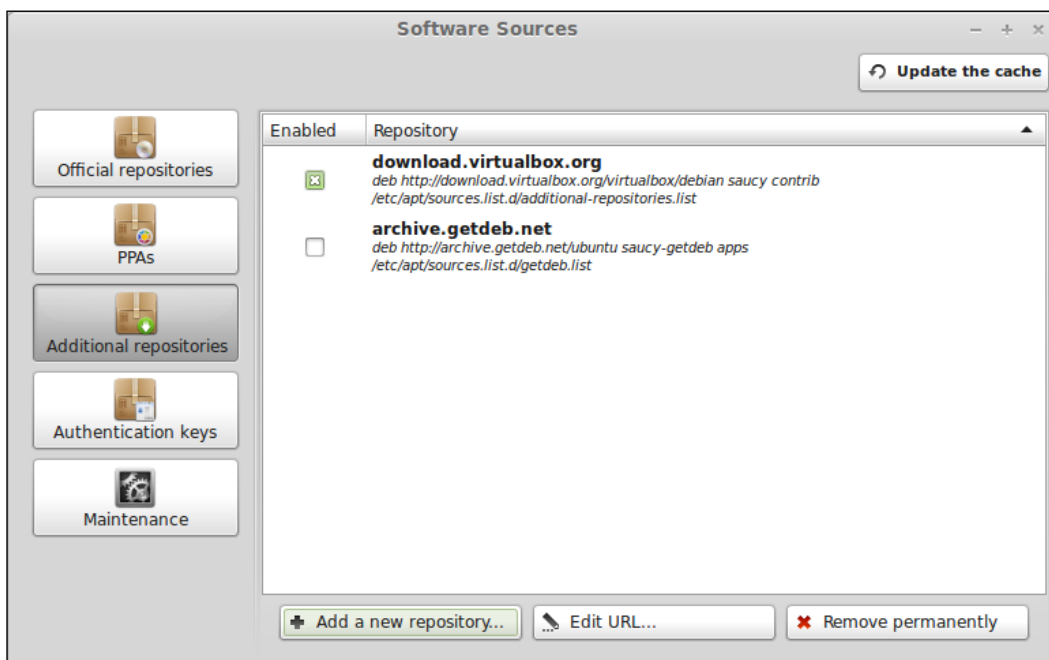 Software Sources
Update the cache
Official repositories
PPAs
Additional repositories
Authentication keys
Maintenance
Enabled Repository
download.virtualbox.org
deb http://download.virtualbox.org/virtualbox/debian saucy contrib
/etc/apt/sources.list.d/additional-repositories.list
archive.getdeb.net
deb http://archive.getdeb.net/ubuntu saucy-getdeb apps
/etc/apt/sources.list.d/getdeb.list
Add a new repository... Edit URL... Remove permanently